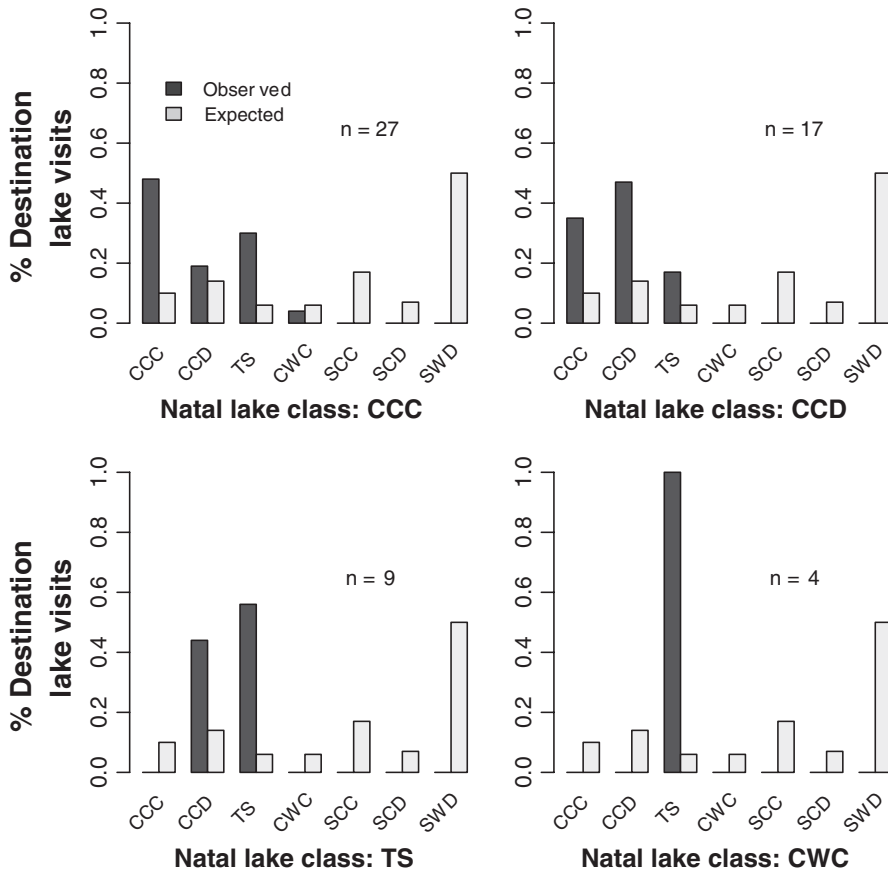 % Destination
lake visits
1.0
0.8
0.6
0.4
0.2
0.0
Obser ved
Expected
n = 27
CCC
CCD
TS
CWC
SCC
SCD
SWD
Natal lake class: CCC
1.0
0.8
0.6
0.4
0.2
0.0
n = 17
CCC
CCD
TS
CWC
SCC
SCD
SWD
Natal lake class: CCD
% Destination
lake visits
1.0
0.8
0.6
0.4
0.2
0.0
n = 9
CCC
CCD
TS
CWC
SCC
SCD
SWD
Natal lake class: TS
1.0
0.8
0.6
0.4
0.2
0.0
n = 4
CCC
CCD
TS
CWC
SCC
SCD
SWD
Natal lake class: CWC